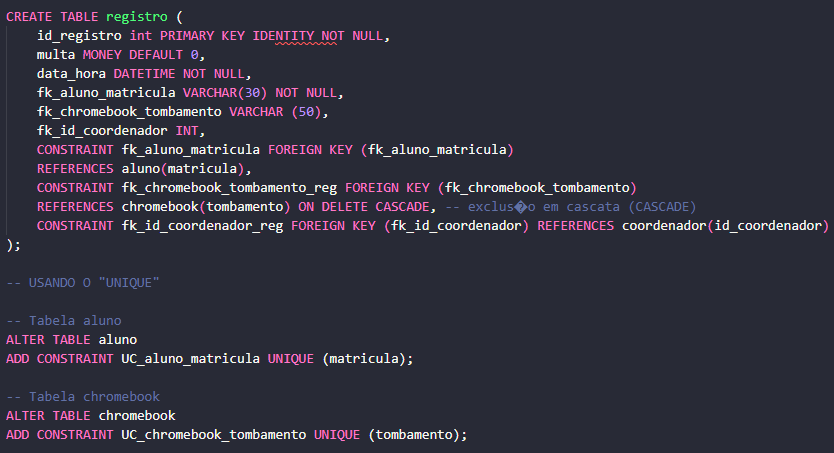 CREATE TABLE registro (
    id_registro int PRIMARY KEY IDENTITY NOT NULL,
    multa MONEY DEFAULT 0,
    data_hora DATETIME NOT NULL,
    fk_aluno_matricula VARCHAR(30) NOT NULL,
    fk_chromebook_tombamento VARCHAR (50),
    fk_id_coordenador INT,
    CONSTRAINT fk_aluno_matricula FOREIGN KEY (fk_aluno_matricula)
    REFERENCES aluno(matricula),
    CONSTRAINT fk_chromebook_tombamento_reg FOREIGN KEY (fk_chromebook_tombamento)
    REFERENCES chromebook(tombamento) ON DELETE CASCADE, -- exclus�o em cascata (CASCADE)
    CONSTRAINT fk_id_coordenador_reg FOREIGN KEY (fk_id_coordenador) REFERENCES coordenador(id_coordenador)
);
-- USANDO O "UNIQUE"
-- Tabela aluno
ALTER TABLE aluno
ADD CONSTRAINT UC_aluno_matricula UNIQUE (matricula);
-- Tabela chromebook
ALTER TABLE chromebook
ADD CONSTRAINT UC_chromebook_tombamento UNIQUE (tombamento);